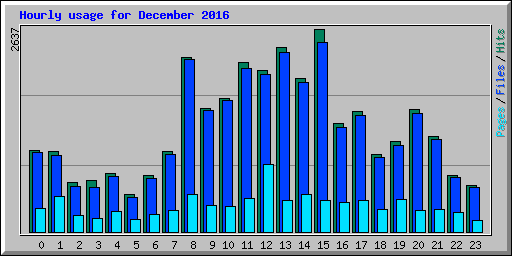 Hourly usage for December 2016
2637
Pages/Files/Hits
0 1 2 3 4 5 6 7 8 9 10 11 12 13 14 15 16 17 18 19 20 21 22 23